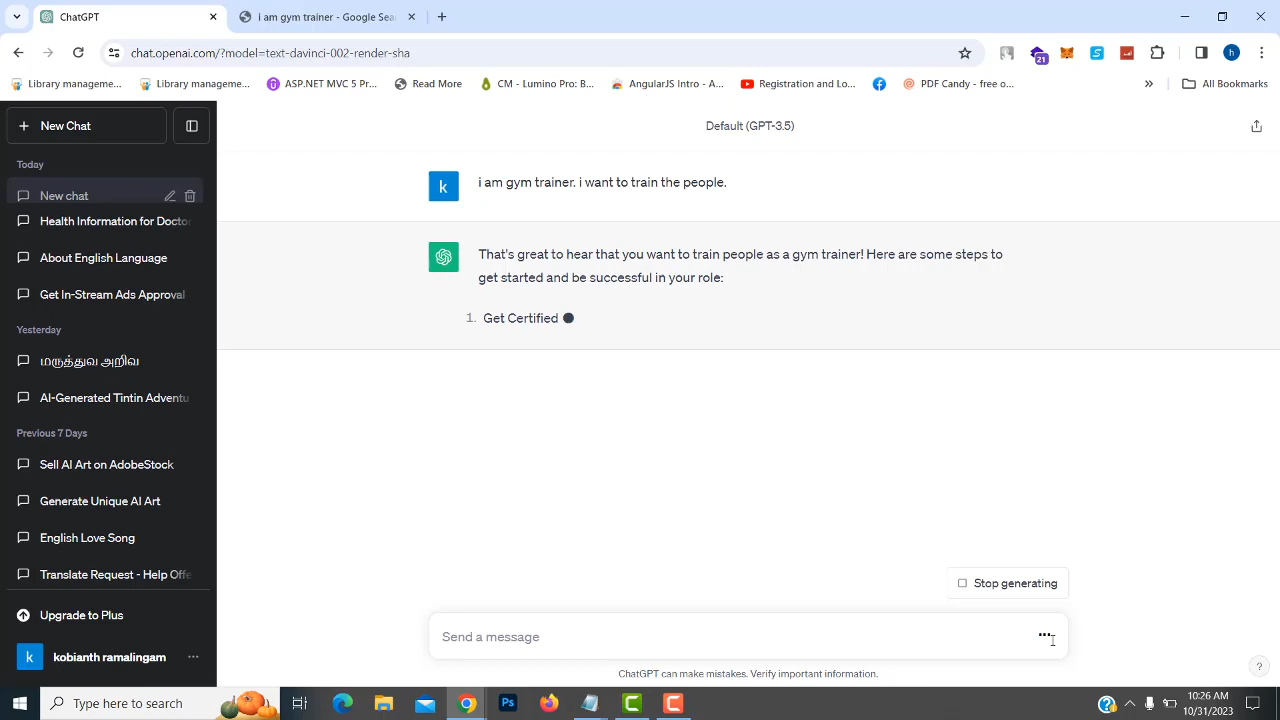 ChatGPT
i am gym trainer - Google Sea
chat.openai.com/?model=text-davinci-002-render-sha
21
h
Library manageme...
Library manageme...
ASP.NET MVC 5 Pr...
Read More
CM - Lumino Pro: B...
AngularJS Intro - A...
Registration and Lo...
PDF Candy - free o...
»
All Bookmarks
New Chat
Default (GPT-3.5)
Today
New chat
Health Information for Doctor
About English Language
Get In-Stream Ads Approval
Yesterday
மருத்துவ அறிவு
AI-Generated Tintin Adventu
Previous 7 Days
Sell AI Art on AdobeStock
Generate Unique AI Art
English Love Song
Translate Request - Help Offe
Upgrade to Plus
k
kobianth ramalingam
...
k
i am gym trainer. i want to train the people.
That's great to hear that you want to train people as a gym trainer! Here are some steps to
get started and be successful in your role:
1. Get Certified
Stop generating
Send a message
ChatGPT can make mistakes. Verify important information.
?
Type here to search
Ps
10:26 AM
10/31/2023